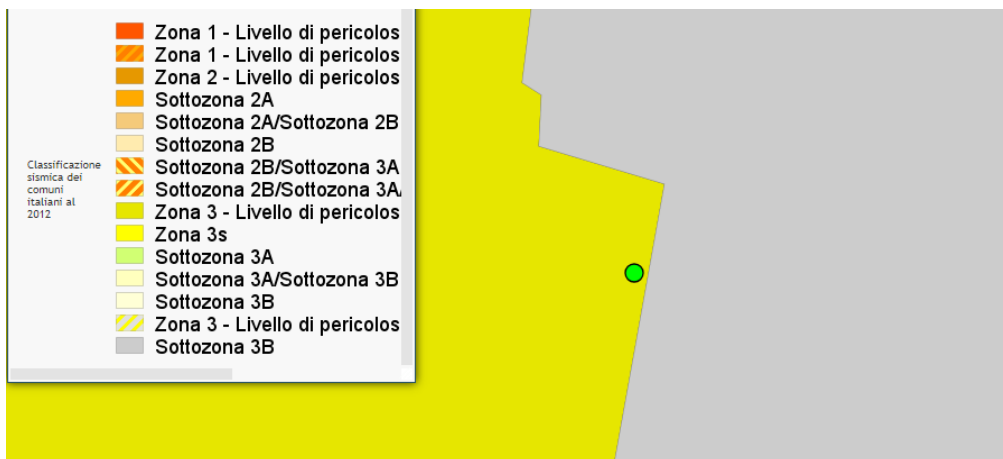 Zona 1 - Livello di pericolos
Zona 1 - Livello di pericolos
Zona 2 - Livello di pericolos
Sottozona 2A
Sottozona 2A/Sottozona 2B
Sottozona 2B
Classificazione
sismica dei
comuni
italiani al
2012
Sottozona 2B/Sottozona 3A
Sottozona 2B/Sottozona 3A/
Zona 3 - Livello di pericolos
Zona 3s
Sottozona 3A
Sottozona 3A/Sottozona 3B
Sottozona 3B
Zona 3 - Livello di pericolos
Sottozona 3B